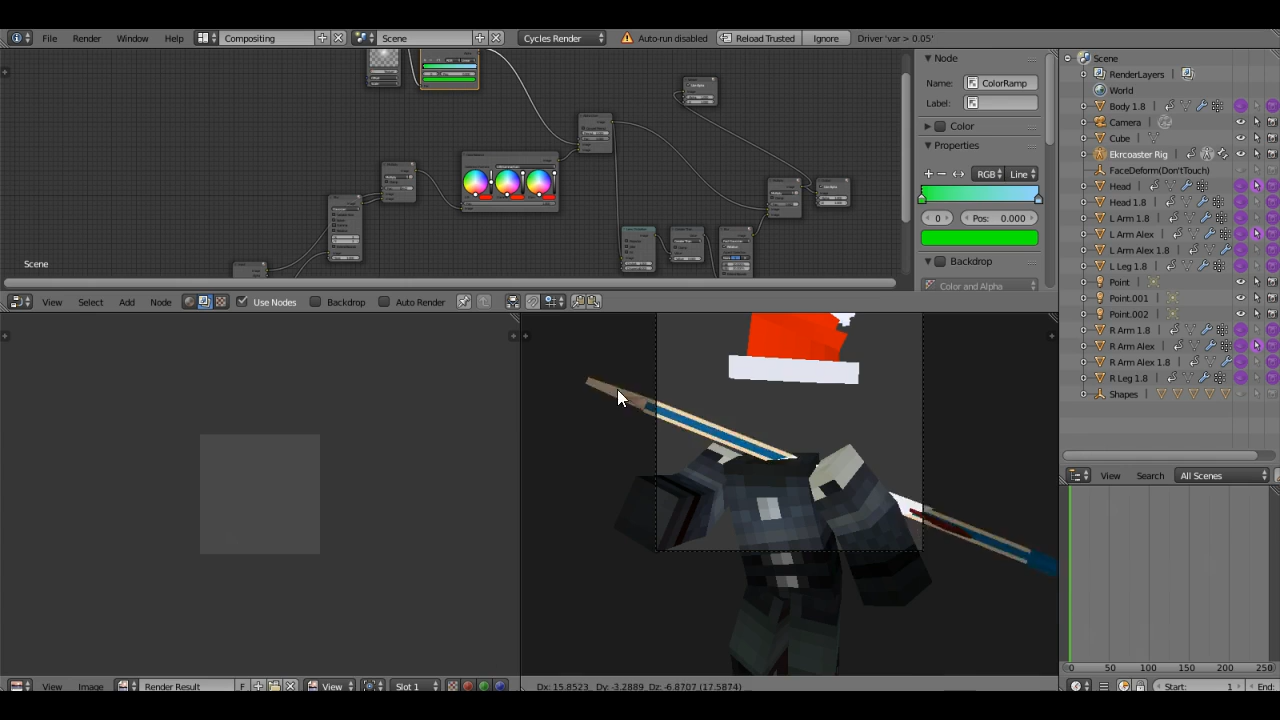 File Render Window Help Compositing Scene Cycles Render Auto-run disabled Reload Trusted Ignore Driver 'var > 0.05'
Node
Name: ColorRamp
Label:
Color
Properties
RGB Line
0 Pos: 0.000
Backdrop
Color and Alpha
Scene
View Select Add Node Use Nodes Backdrop Auto Render
Scene
RenderLayers
World
Body 1.8
Camera
Cube
Ekrcoaster Rig
FaceDeform(Don'tTouch)
Head
Head 1.8
L Arm 1.8
L Arm Alex
L Arm Alex 1.8
L Leg 1.8
Point
Point.001
Point.002
R Arm 1.8
R Arm Alex
R Arm Alex 1.8
R Leg 1.8
Shapes
View Search All Scenes
0 50 100 150 200 250
View Image Render Result F View Slot 1
Dx: 15.8523 Dy: -3.2889 Dz: -6.8707 (17.5874)
Start: 1 End: